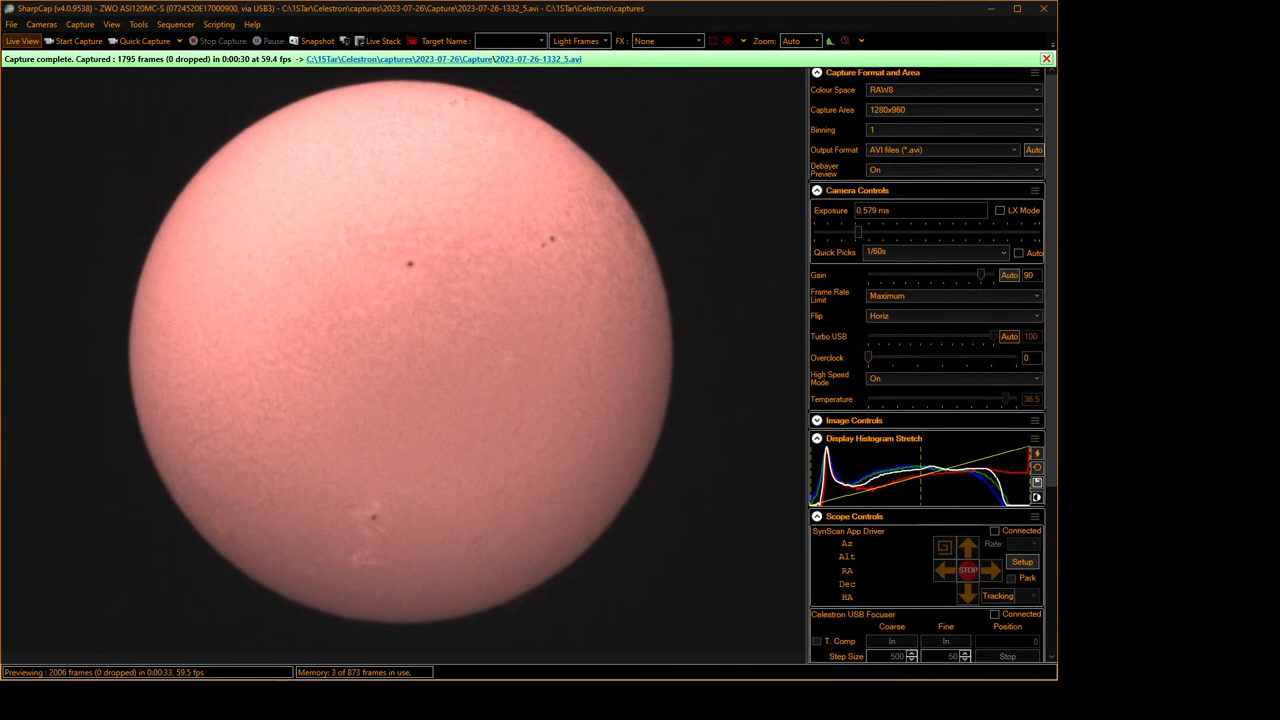 SharpCap (v4.0.9538) - ZWO ASI120MC-S (0724520E17000900, via USB3) - C:\1STar\Celestron\captures\2023-07-26\Capture\2023-07-26-1332_5.avi - C:\1STar\Celestron\captures
File Cameras Capture View Tools Sequencer Scripting Help
Live View Start Capture Quick Capture Stop Capture Pause Snapshot Live Stack Target Name : Light Frames FX : None Zoom: Auto
Capture complete. Captured : 1795 frames (0 dropped) in 0:00:30 at 59.4 fps -> C:\1STar\Celestron\captures\2023-07-26\Capture\2023-07-26-1332_5.avi
Capture Format and Area
Colour Space RAW8
Capture Area 1280x960
Binning 1
Output Format AVI files (*.avi) Auto
Debayer Preview On
Camera Controls
Exposure 0.579 ms LX Mode
Quick Picks 1/60s Auto
Gain Auto 90
Frame Rate Limit Maximum
Flip Horiz
Turbo USB Auto 100
Overclock 0
High Speed Mode On
Temperature 36.5
Image Controls
Display Histogram Stretch
Scope Controls
SynScan App Driver Connected
Az Rate:
Alt
RA STOP Setup
Dec Park
HA Tracking
Celestron USB Focuser Connected
Coarse Fine Position
T. Comp In In 0
Step Size 500 50 Stop
Previewing : 2006 frames (0 dropped) in 0:00:33, 59.5 fps Memory: 3 of 873 frames in use.